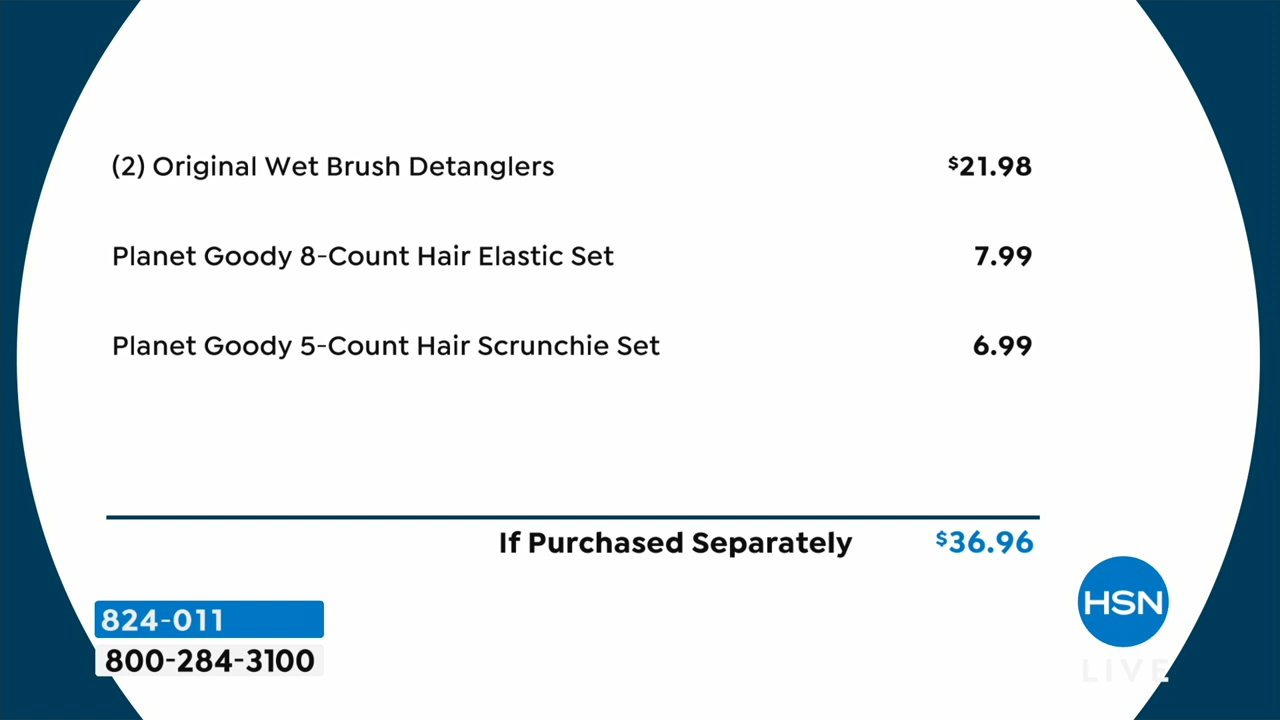 (2) Original Wet Brush Detanglers $21.98
Planet Goody 8-Count Hair Elastic Set 7.99
Planet Goody 5-Count Hair Scrunchie Set 6.99
If Purchased Separately $36.96
824-011
800-284-3100
HSN
LIVE